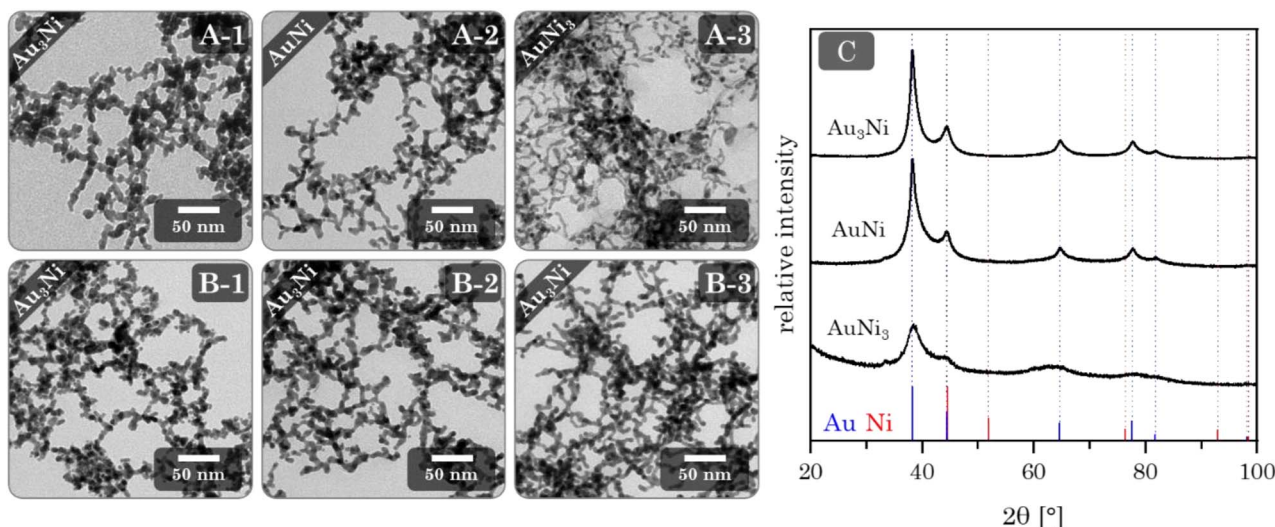 Au₃Ni
A-1
50 nm
AuNi
A-2
50 nm
AuNi₃
A-3
50 nm
Au₃Ni
B-1
50 nm
Au₃Ni
B-2
50 nm
Au₃Ni
B-3
50 nm
C
Au₃Ni
AuNi
AuNi₃
Au Ni
relative intensity
20 40 60 80 100
2θ [°]